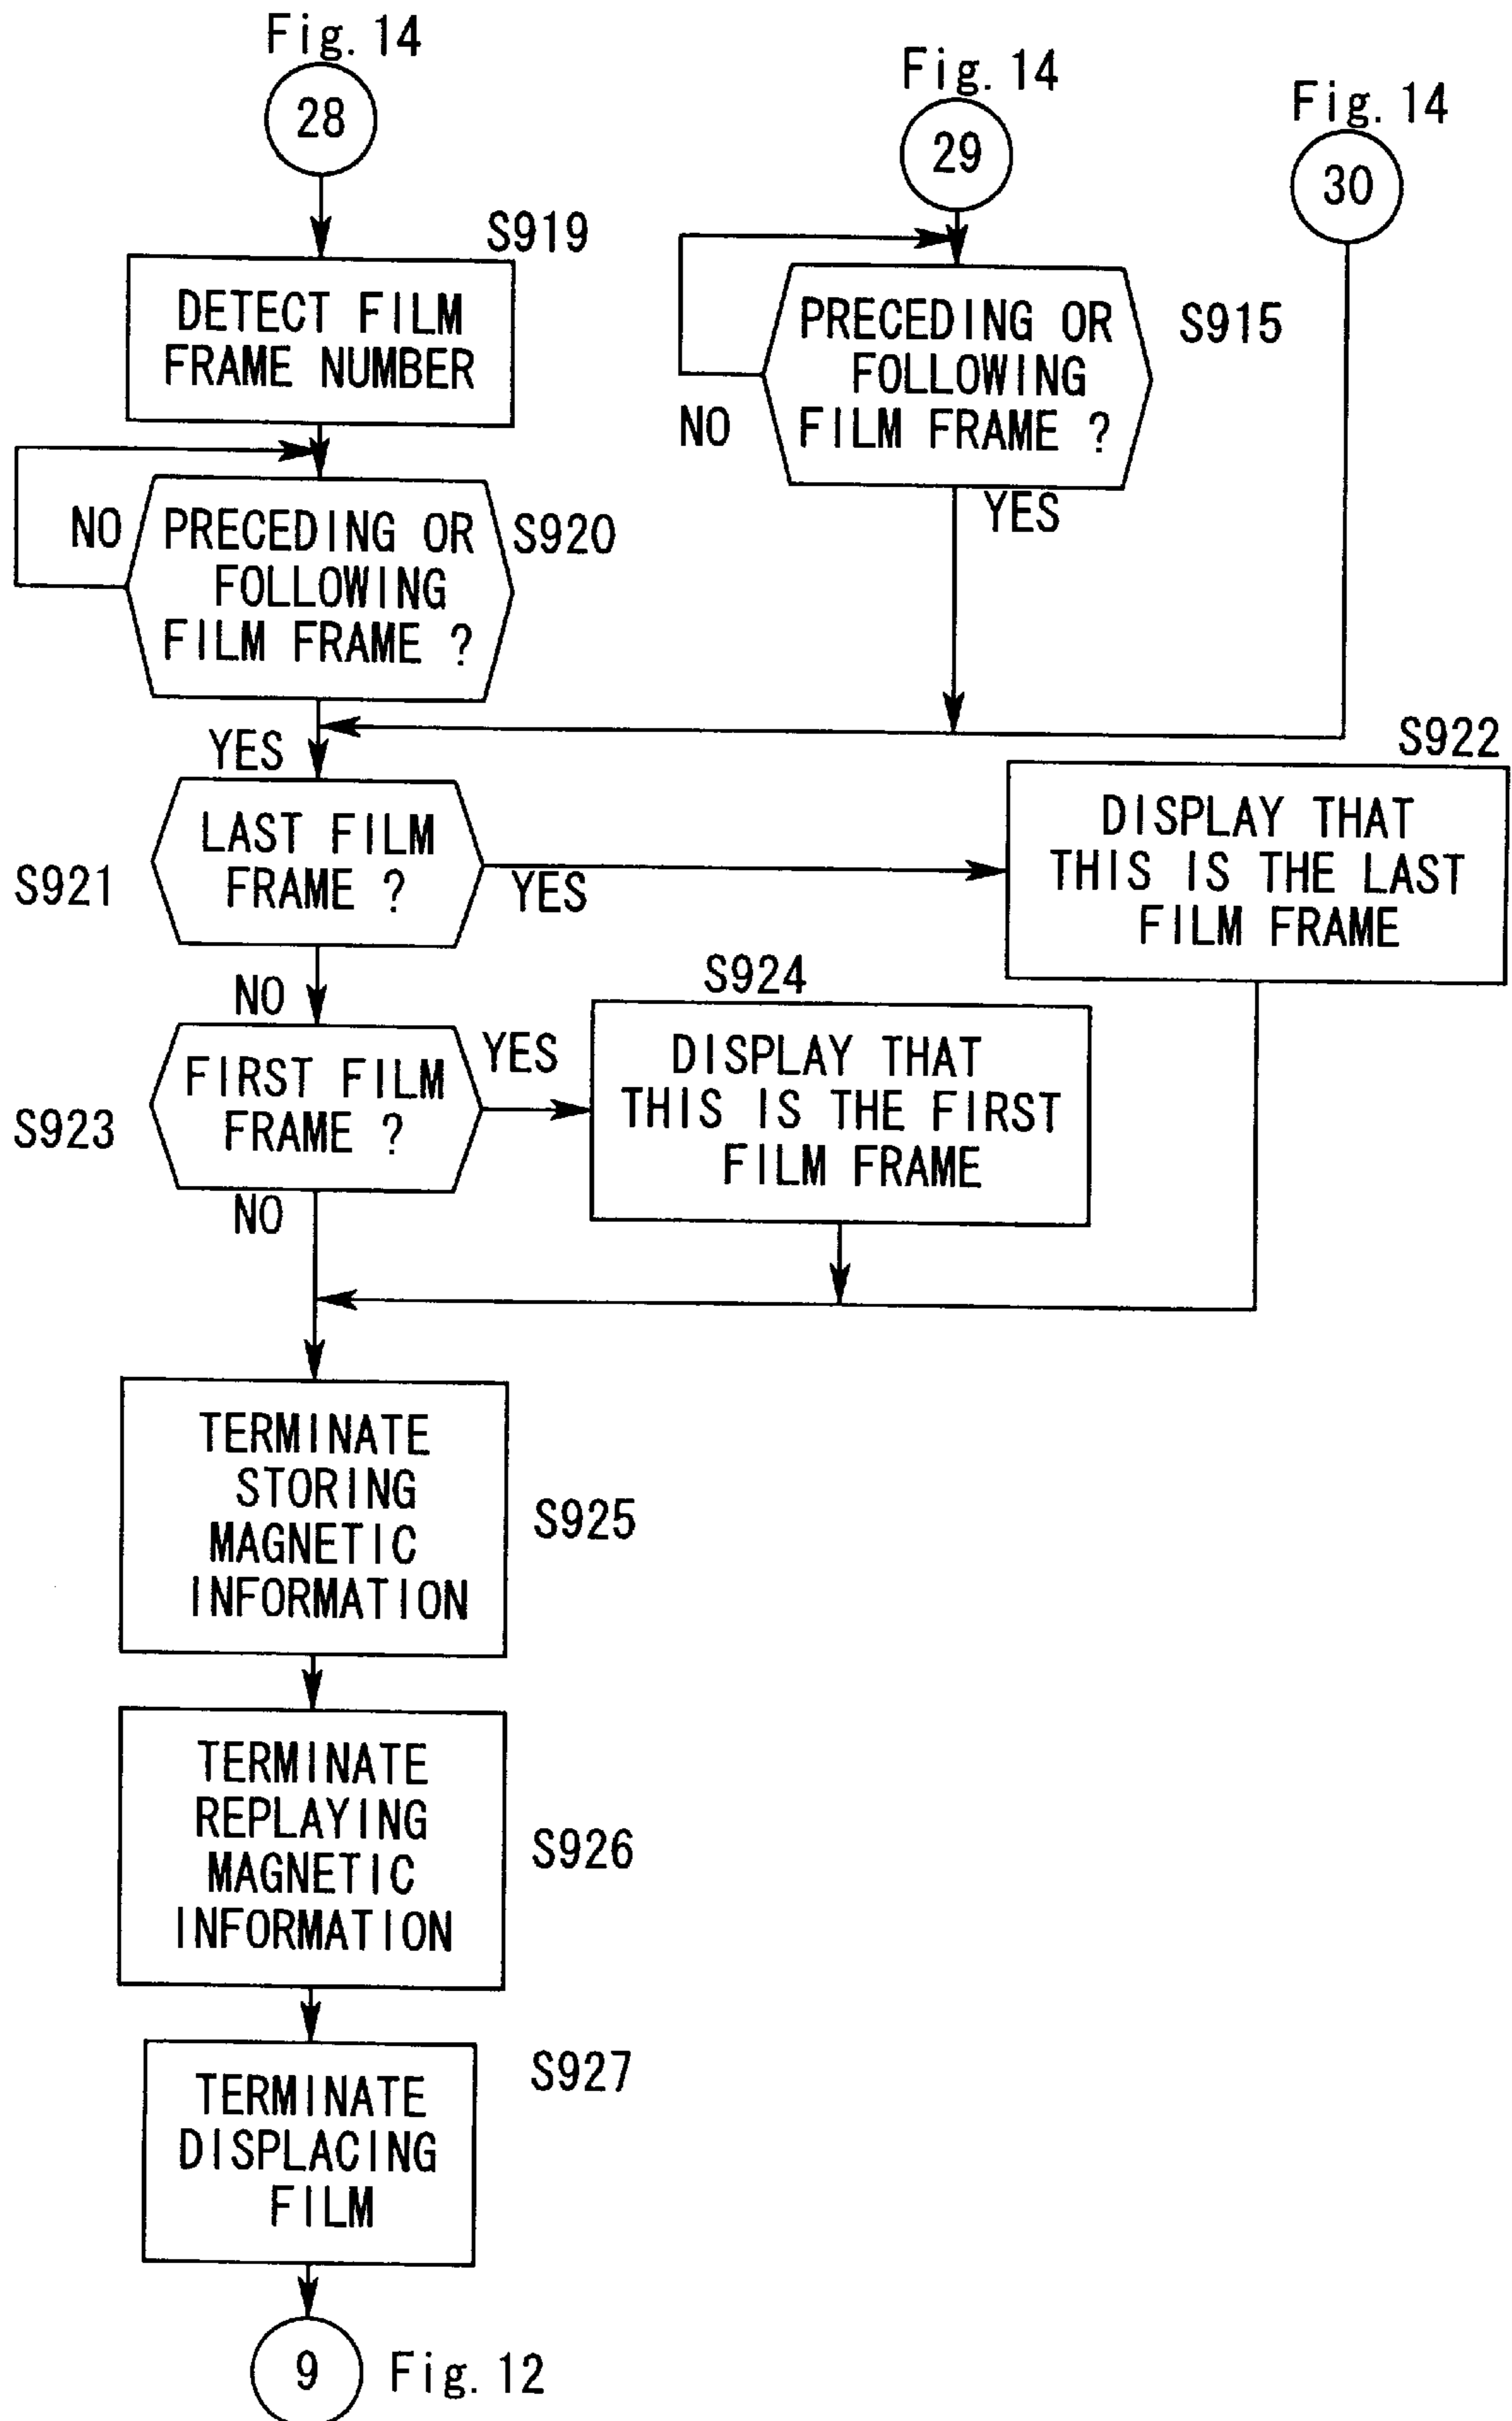 Fig. 14
28
Fig. 14
29
Fig. 14
30
S919
DETECT FILM
FRAME NUMBER
PRECEDING OR
FOLLOWING
FILM FRAME ?
S915
NO
YES
NO
PRECEDING OR
FOLLOWING
FILM FRAME ?
S920
YES
LAST FILM
FRAME ?
S921
YES
S922
DISPLAY THAT
THIS IS THE LAST
FILM FRAME
NO
FIRST FILM
FRAME ?
S923
YES
S924
DISPLAY THAT
THIS IS THE FIRST
FILM FRAME
NO
TERMINATE
STORING
MAGNETIC
INFORMATION
S925
TERMINATE
REPLAYING
MAGNETIC
INFORMATION
S926
TERMINATE
DISPLACING
FILM
S927
9
Fig. 12